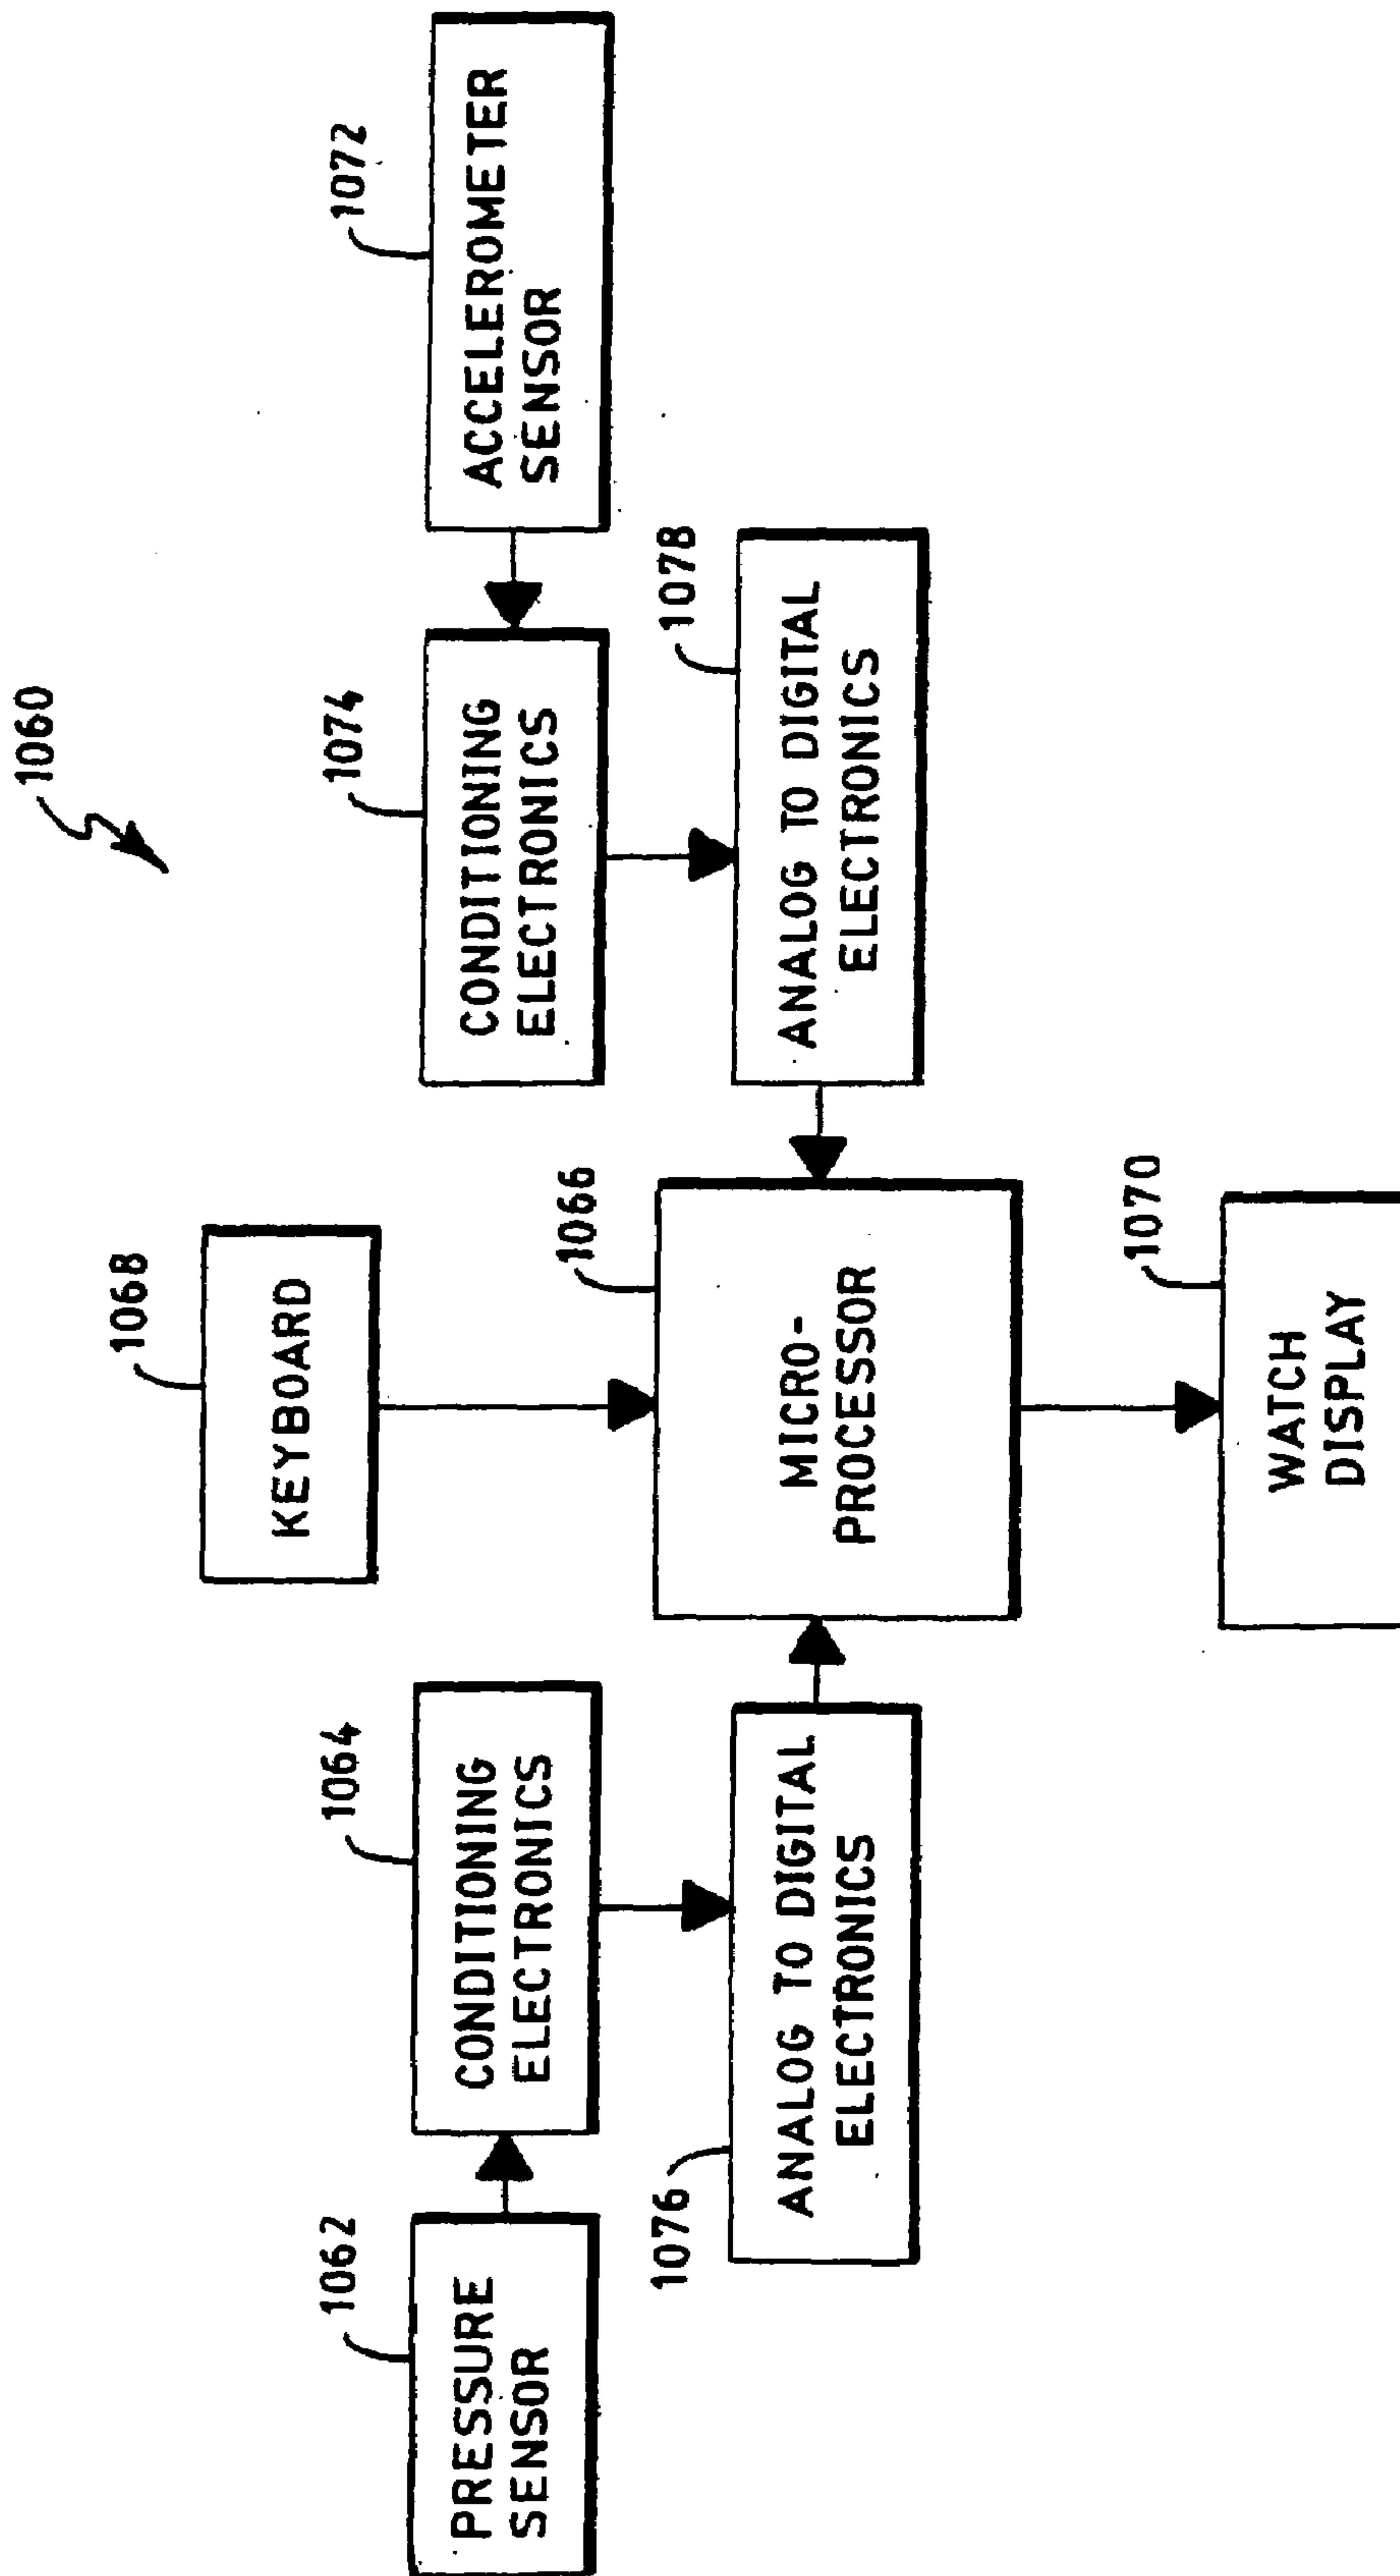 1060
1068
KEYBOARD
1062
PRESSURE
SENSOR
1064
CONDITIONING
ELECTRONICS
1074
CONDITIONING
ELECTRONICS
1072
ACCELEROMETER
SENSOR
1076
ANALOG TO DIGITAL
ELECTRONICS
1066
MICRO-
PROCESSOR
1078
ANALOG TO DIGITAL
ELECTRONICS
1070
WATCH
DISPLAY